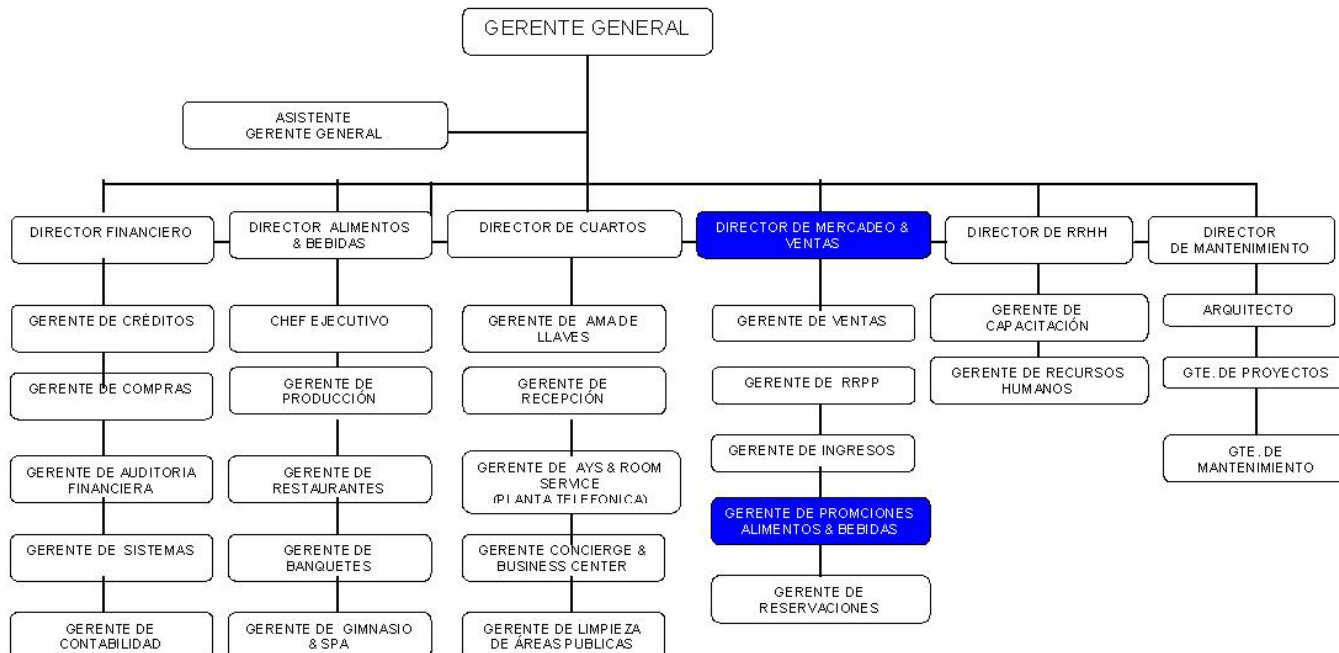 GERENTE GENERAL
ASISTENTE
GERENTE GENERAL
DIRECTOR FINANCIERO
DIRECTOR ALIMENTOS
& BEBIDAS
DIRECTOR DE CUARTOS
DIRECTOR DE MERCADEO &
VENTAS
DIRECTOR DE RRHH
DIRECTOR
DE MANTENIMIENTO
GERENTE DE CRÉDITOS
GERENTE DE COMPRAS
GERENTE DE AUDITORIA
FINANCIERA
GERENTE DE SISTEMAS
GERENTE DE
CONTABILIDAD
CHEF EJECUTIVO
GERENTE DE
PRODUCCIÓN
GERENTE DE
RESTAURANTES
GERENTE DE
BANQUETES
GERENTE DE GIMNASIO
& SPA
GERENTE DE AMA DE
LLAVES
GERENTE DE
RECEPCIÓN
GERENTE DE AYS & ROOM
SERVICE
(PLANTA TELEFONICA)
GERENTE CONCIERGE &
BUSINESS CENTER
GERENTE DE LIMPIEZA
DE ÁREAS PUBLICAS
GERENTE DE VENTAS
GERENTE DE RRPP
GERENTE DE INGRESOS
GERENTE DE PROMCIONES
ALIMENTOS & BEBIDAS
GERENTE DE
RESERVACIONES
GERENTE DE
CAPACITACIÓN
GERENTE DE RECURSOS
HUMANOS
ARQUITECTO
GTE. DE PROYECTOS
GTE. DE
MANTENIMIENTO